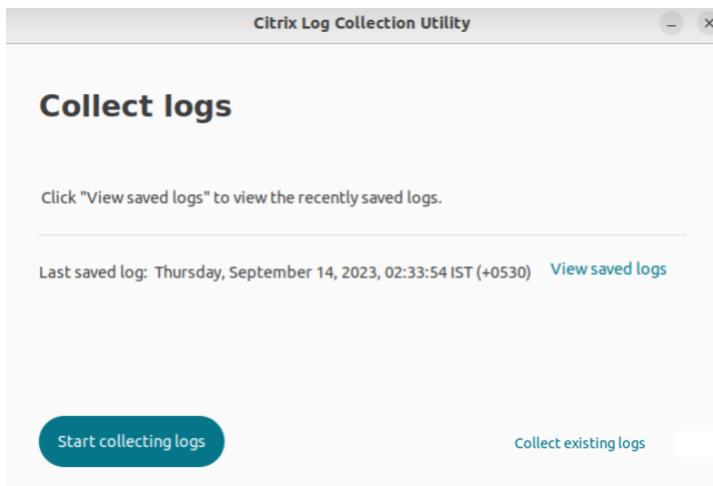 Citrix Log Collection Utility
Collect logs
Click "View saved logs" to view the recently saved logs.
Last saved log: Thursday, September 14, 2023, 02:33:54 IST (+0530) View saved logs
Start collecting logs
Collect existing logs